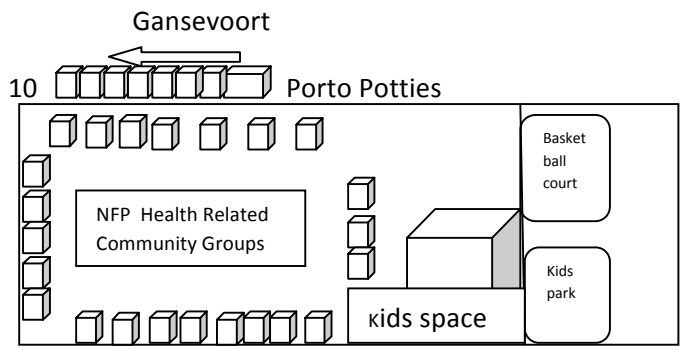 Gansevoort
10 Porto Potties
Basket
ball
court
NFP Health Related
Community Groups
Kids
park
Kids space